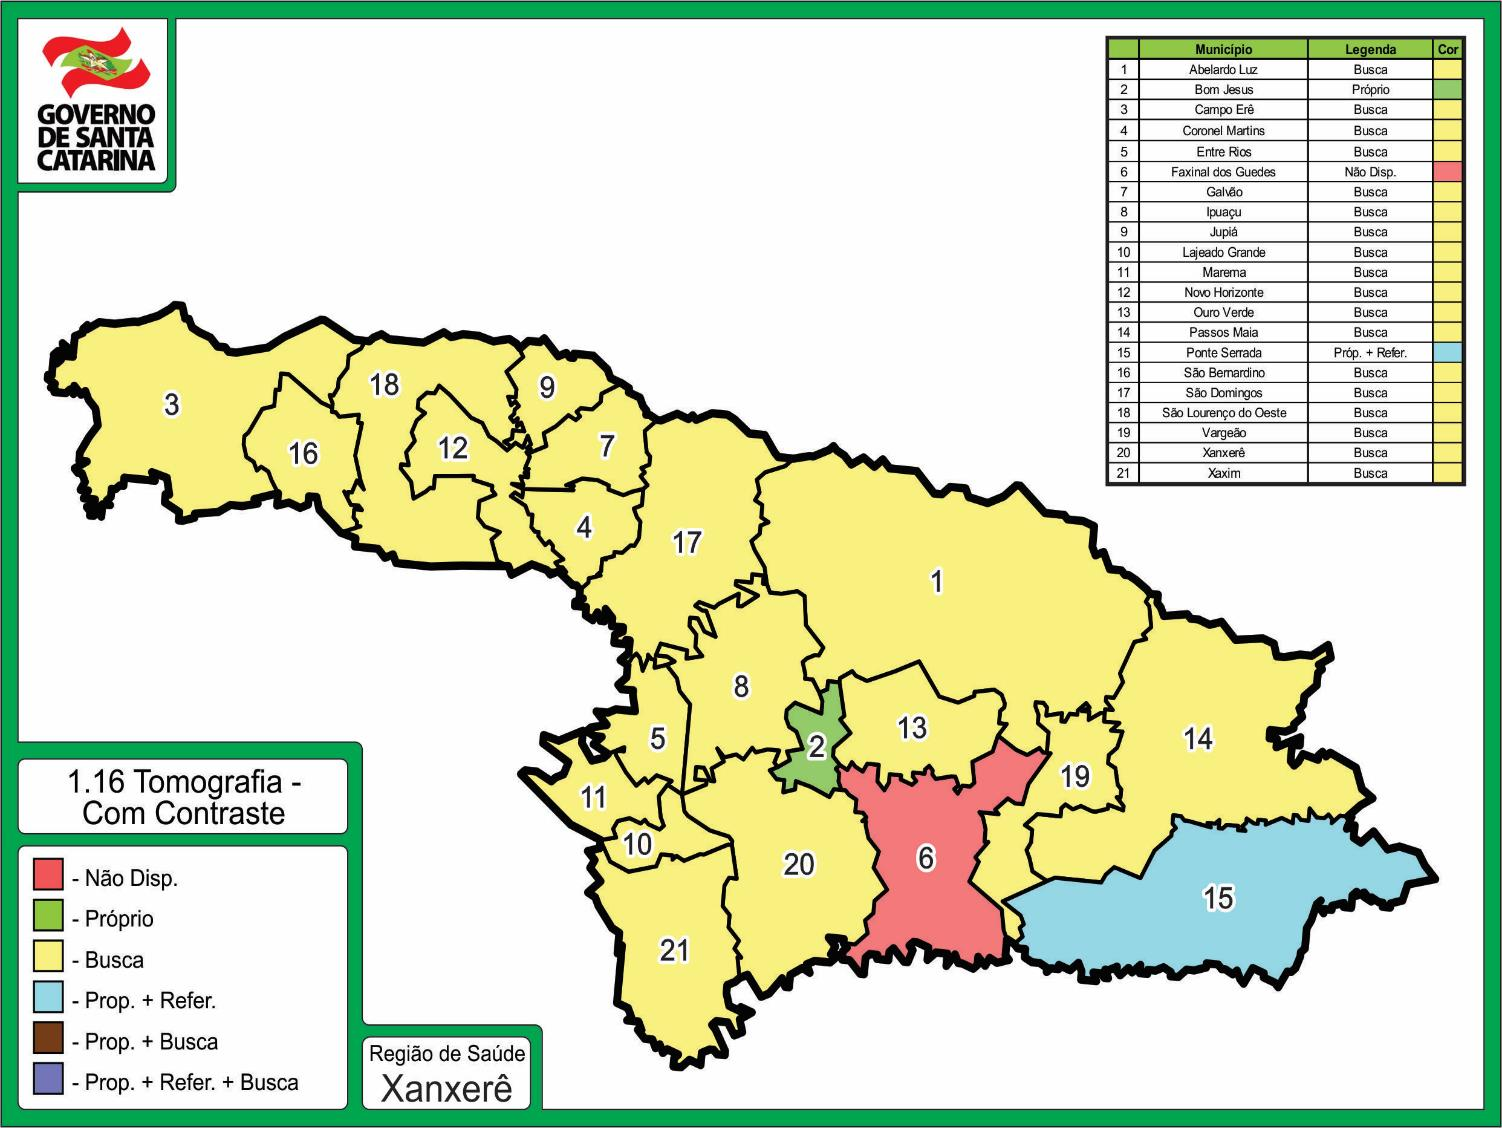 GOVERNO
DE SANTA
CATARINA
Município Legenda Cor
1 Abelardo Luz Busca
2 Bom Jesus Próprio
3 Campo Erê Busca
4 Coronel Martins Busca
5 Entre Rios Busca
6 Faxinal dos Guedes Não Disp.
7 Galvão Busca
8 Ipuaçu Busca
9 Jupiá Busca
10 Lajeado Grande Busca
11 Marema Busca
12 Novo Horizonte Busca
13 Ouro Verde Busca
14 Passos Maia Busca
15 Ponte Serrada Próp. + Refer.
16 São Bernardino Busca
17 São Domingos Busca
18 São Lourenço do Oeste Busca
19 Vargeão Busca
20 Xanxerê Busca
21 Xaxim Busca
3
18
9
16
12
7
4
17
1
8
5
2
13
14
19
11
10
20
6
15
21
1.16 Tomografia -
Com Contraste
- Não Disp.
- Próprio
- Busca
- Prop. + Refer.
- Prop. + Busca
- Prop. + Refer. + Busca
Região de Saúde
Xanxerê